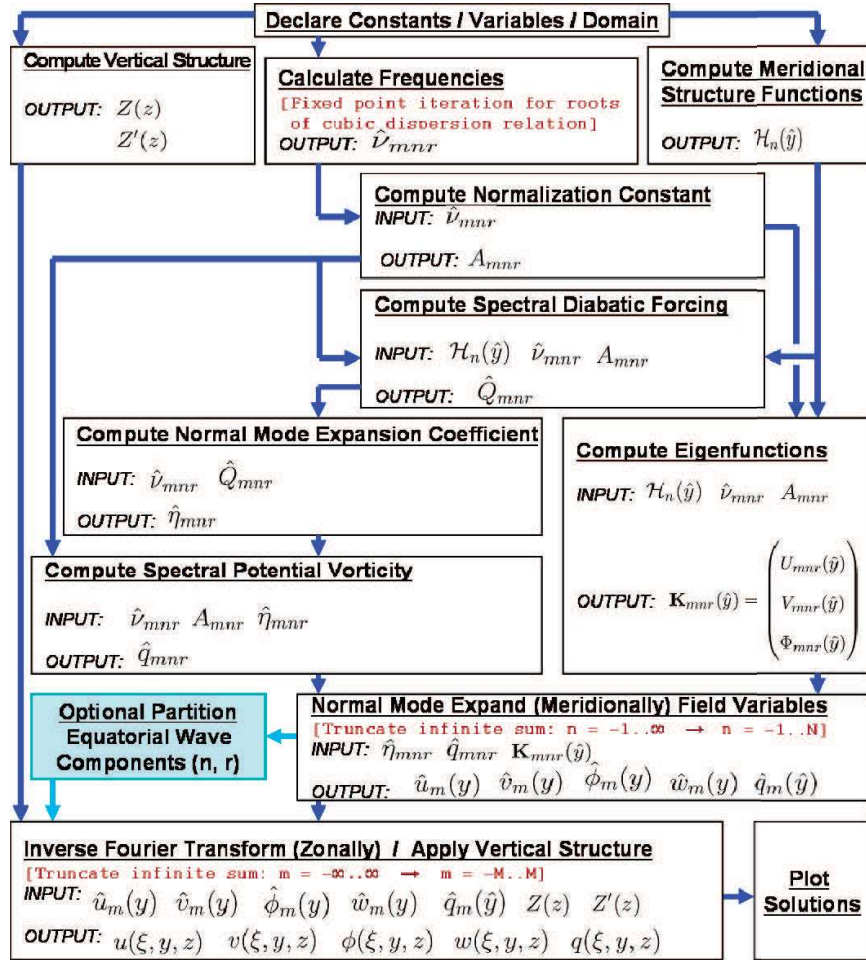 Declare Constants / Variables / Domain
Compute Vertical Structure
OUTPUT: Z(z)
Z'(z)
Calculate Frequencies
[Fixed point iteration for roots
of cubic dispersion relation]
OUTPUT: ν̂_mnr
Compute Meridional
Structure Functions
OUTPUT: ℋ_n(ŷ)
Compute Normalization Constant
INPUT: ν̂_mnr
OUTPUT: A_mnr
Compute Spectral Diabatic Forcing
INPUT: ℋ_n(ŷ) ν̂_mnr A_mnr
OUTPUT: Q̂_mnr
Compute Normal Mode Expansion Coefficient
INPUT: ν̂_mnr Q̂_mnr
OUTPUT: η̂_mnr
Compute Eigenfunctions
INPUT: ℋ_n(ŷ) ν̂_mnr A_mnr
OUTPUT: K_mnr(ŷ) = ( U_mnr(ŷ)
V_mnr(ŷ)
Φ_mnr(ŷ) )
Compute Spectral Potential Vorticity
INPUT: ν̂_mnr A_mnr η̂_mnr
OUTPUT: q̂_mnr
Optional Partition
Equatorial Wave
Components (n, r)
Normal Mode Expand (Meridionally) Field Variables
[Truncate infinite sum: n = -1..∞ → n = -1..N]
INPUT: η̂_mnr q̂_mnr K_mnr(ŷ)
OUTPUT: û_m(y) v̂_m(y) ϕ̂_m(y) ŵ_m(y) q̂_m(ŷ)
Inverse Fourier Transform (Zonally) / Apply Vertical Structure
[Truncate infinite sum: m = -∞..∞ → m = -M..M]
INPUT: û_m(y) v̂_m(y) ϕ̂_m(y) ŵ_m(y) q̂_m(ŷ) Z(z) Z'(z)
OUTPUT: u(ξ, y, z) v(ξ, y, z) ϕ(ξ, y, z) w(ξ, y, z) q(ξ, y, z)
Plot
Solutions